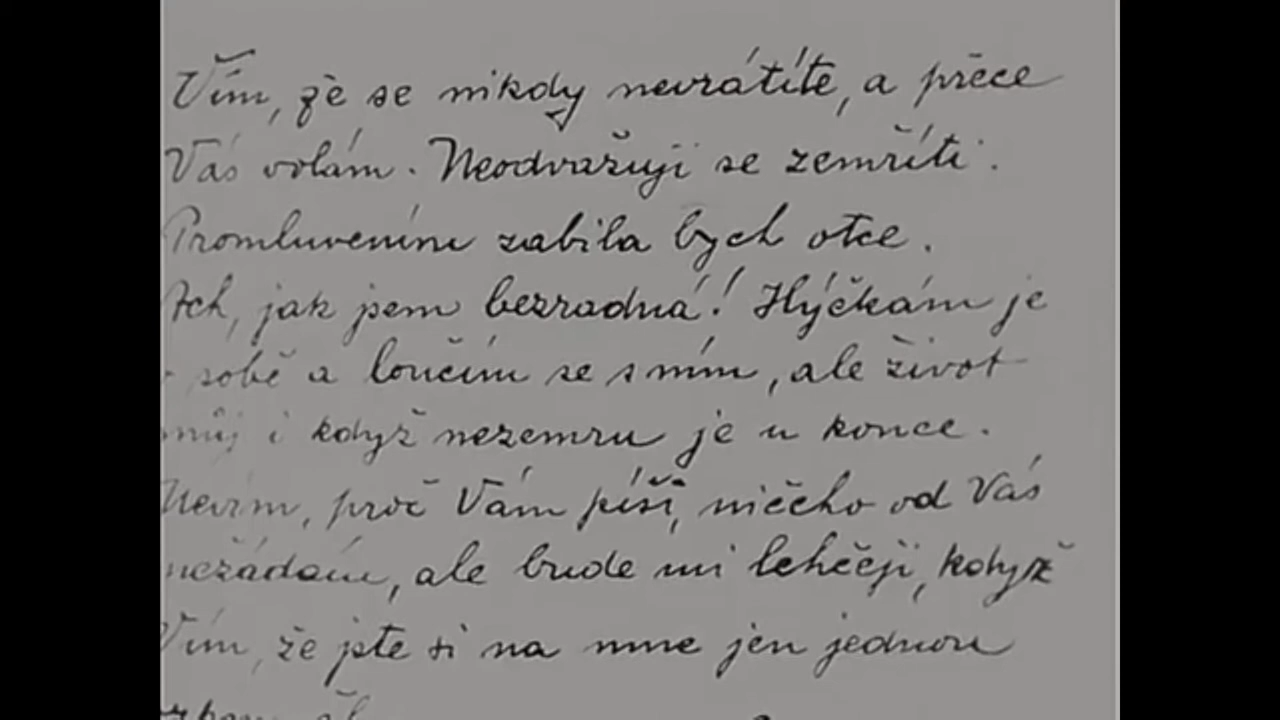 Vím, že se nikdy nevrátíte, a přece
Vás volám. Neodvažuji se zemříti.
Promluvením zabila bych otce.
Ach, jak jsem bezradná! Hýčkám je
v sobě a loučím se s ním, ale život
můj i když nezemru je u konce.
Nevím, proč Vám píši, ničeho od Vás
nežádám, ale bude mi lehčeji, když
Vím, že jste si na mne jen jednou